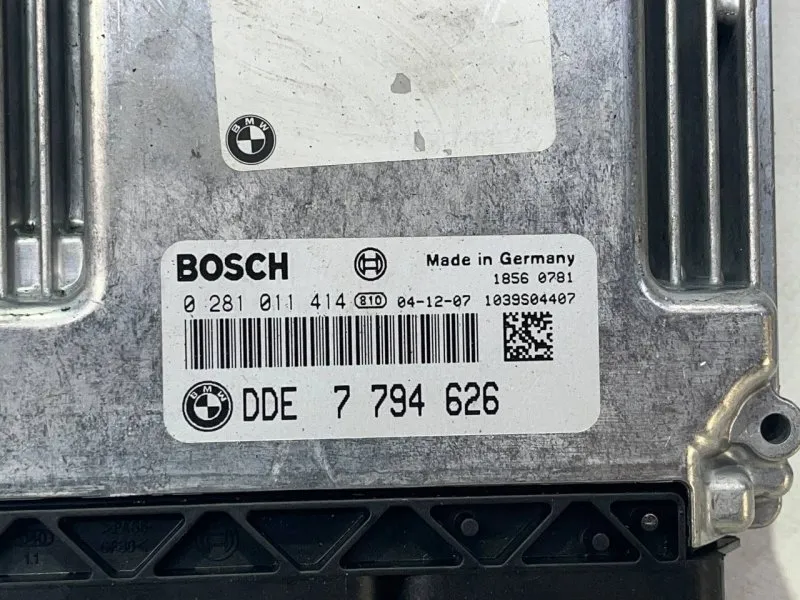 BMW
BOSCH
Made in Germany
1856 0781
0 281 011 414 810 04-12-07 1039S04407
BMW
DDE 7 794 626